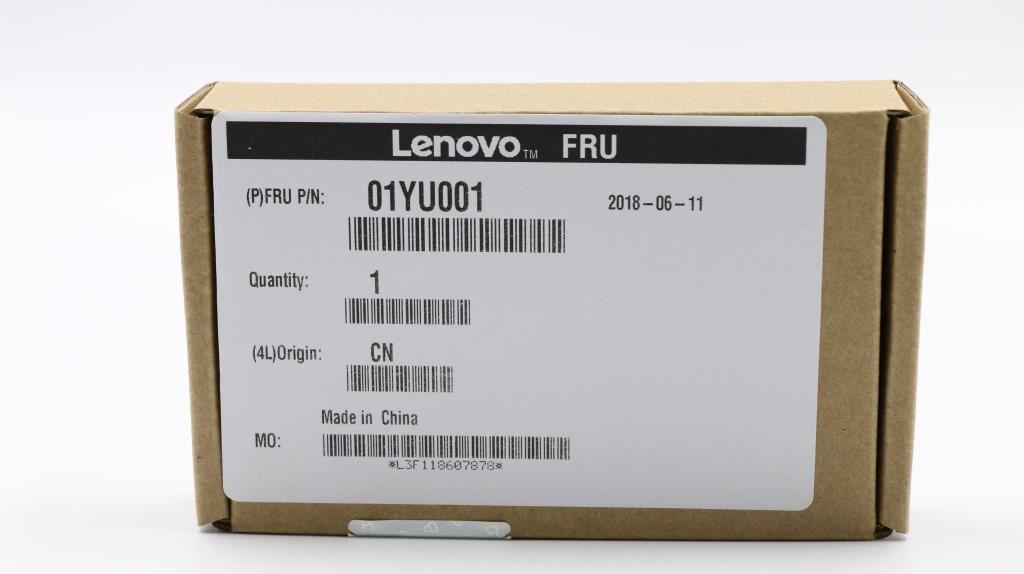 Lenovo™ FRU
(P)FRU P/N: 01YU001 2018-06-11
Quantity: 1
(4L)Origin: CN
Made in China
MO:
*L3F118607878*